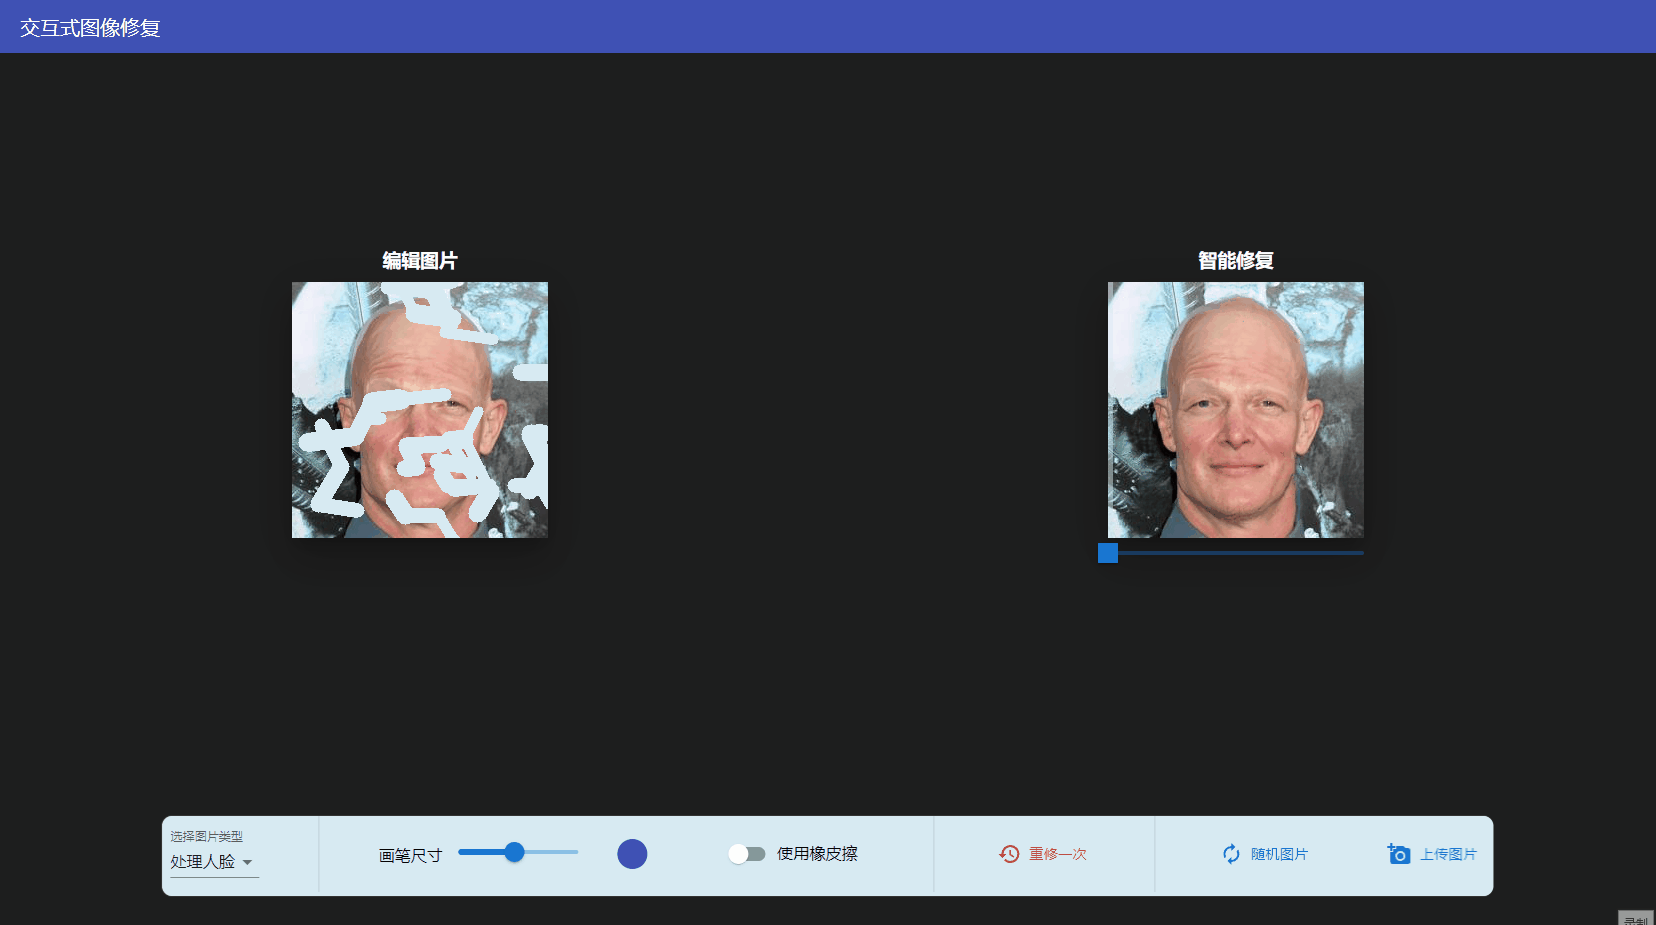 交互式图像修复
编辑图片
智能修复
选择图片类型
处理人脸
画笔尺寸
使用橡皮擦
重修一次
随机图片
上传图片
录制